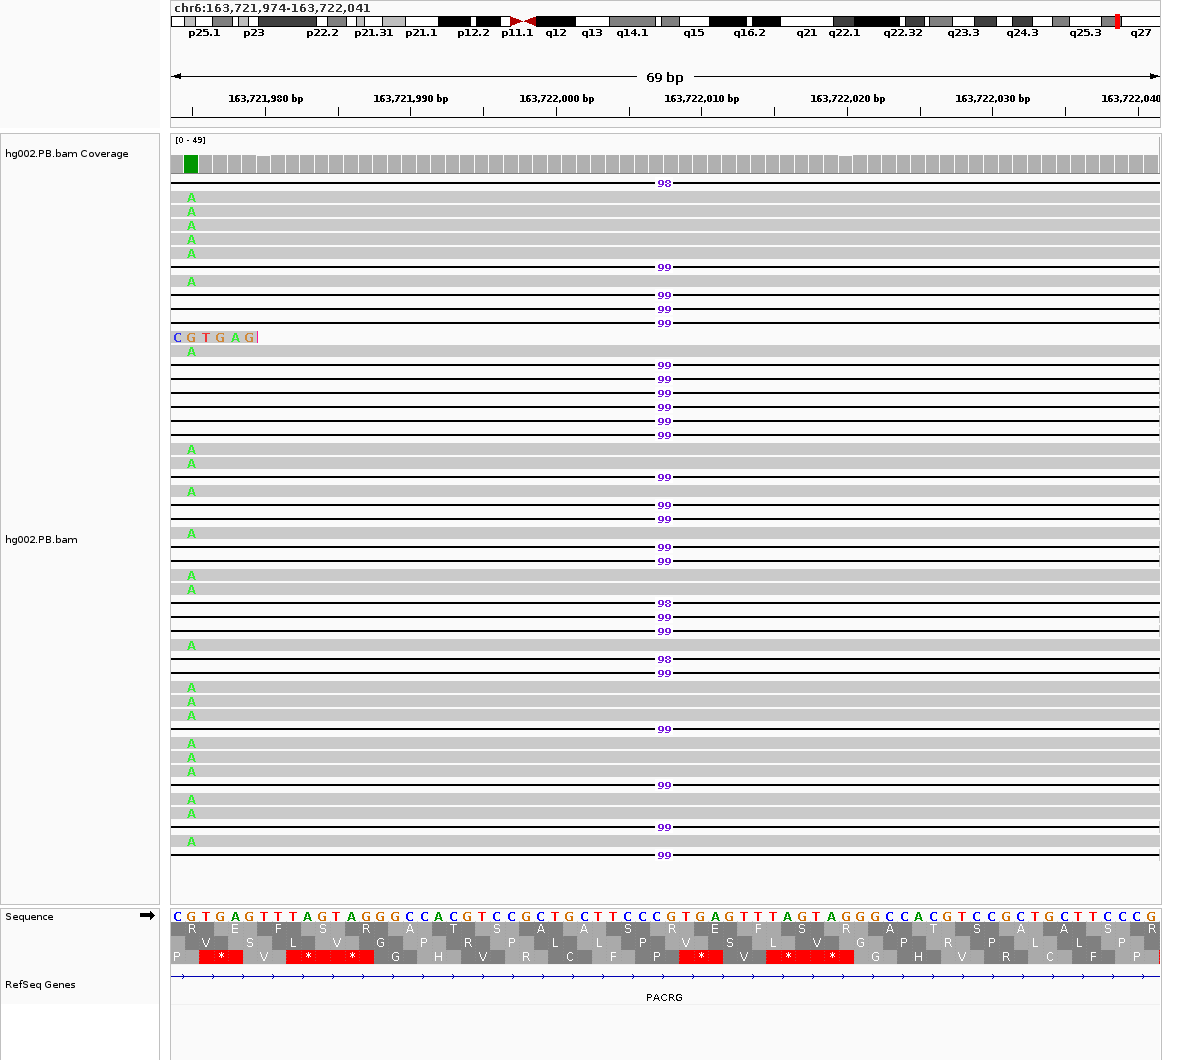 chr6:163,721,974-163,722,041
p25.1 p23 p22.2 p21.31 p21.1 p12.2 p11.1 q12 q13 q14.1 q15 q16.2 q21 q22.1 q22.32 q23.3 q24.3 q25.3 q27
69 bp
163,721,980 bp 163,721,990 bp 163,722,000 bp 163,722,010 bp 163,722,020 bp 163,722,030 bp 163,722,040
[0 - 49]
hg002.PB.bam Coverage
98
A
A
A
A
A
99
A
99
99
99
C G T G A G
A
99
99
99
99
99
99
A
A
99
A
99
99
A
hg002.PB.bam
99
99
A
A
98
99
99
A
98
99
A
A
A
99
A
A
A
99
A
A
99
A
99
Sequence C G T G A G T T T A G T A G G G C C A C G T C C G C T G C T T C C C G T G A G T T T A G T A G G G C C A C G T C C G C T G C T T C C C G
R E F S R A T S A A S R E F S R A T S A A S R
V S L V G P R P L L P V S L V G P R P L L P
P * V * * G H V R C F P * V * * G H V R C F P
RefSeq Genes
PACRG